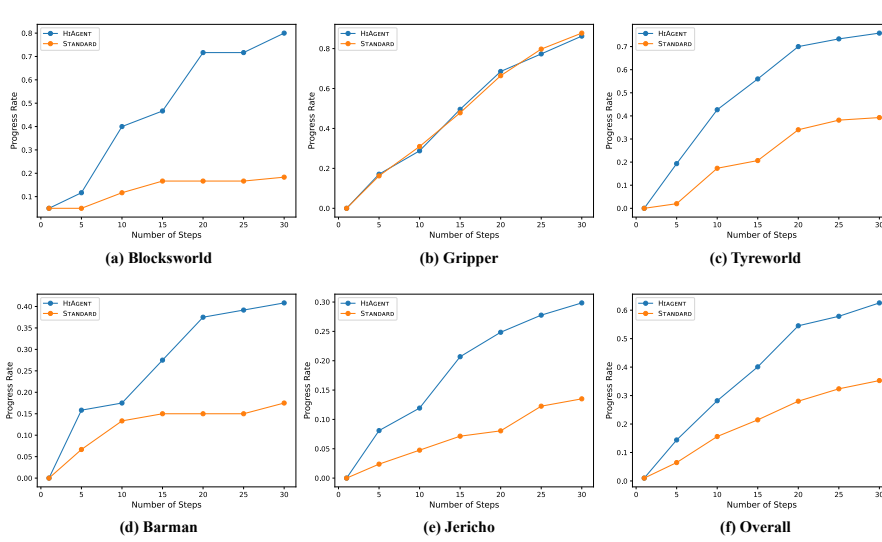 HiAgent
Standard
0.8
0.7
0.6
0.5
0.4
0.3
0.2
0.1
Progress Rate
0 5 10 15 20 25 30
Number of Steps
(a) Blocksworld
HiAgent
Standard
0.8
0.6
0.4
0.2
0.0
Progress Rate
0 5 10 15 20 25 30
Number of Steps
(b) Gripper
HiAgent
Standard
0.7
0.6
0.5
0.4
0.3
0.2
0.1
0.0
Progress Rate
0 5 10 15 20 25 30
Number of Steps
(c) Tyreworld
HiAgent
Standard
0.40
0.35
0.30
0.25
0.20
0.15
0.10
0.05
0.00
Progress Rate
0 5 10 15 20 25 30
Number of Steps
(d) Barman
HiAgent
Standard
0.30
0.25
0.20
0.15
0.10
0.05
0.00
Progress Rate
0 5 10 15 20 25 30
Number of Steps
(e) Jericho
HiAgent
Standard
0.6
0.5
0.4
0.3
0.2
0.1
0.0
Progress Rate
0 5 10 15 20 25 30
Number of Steps
(f) Overall